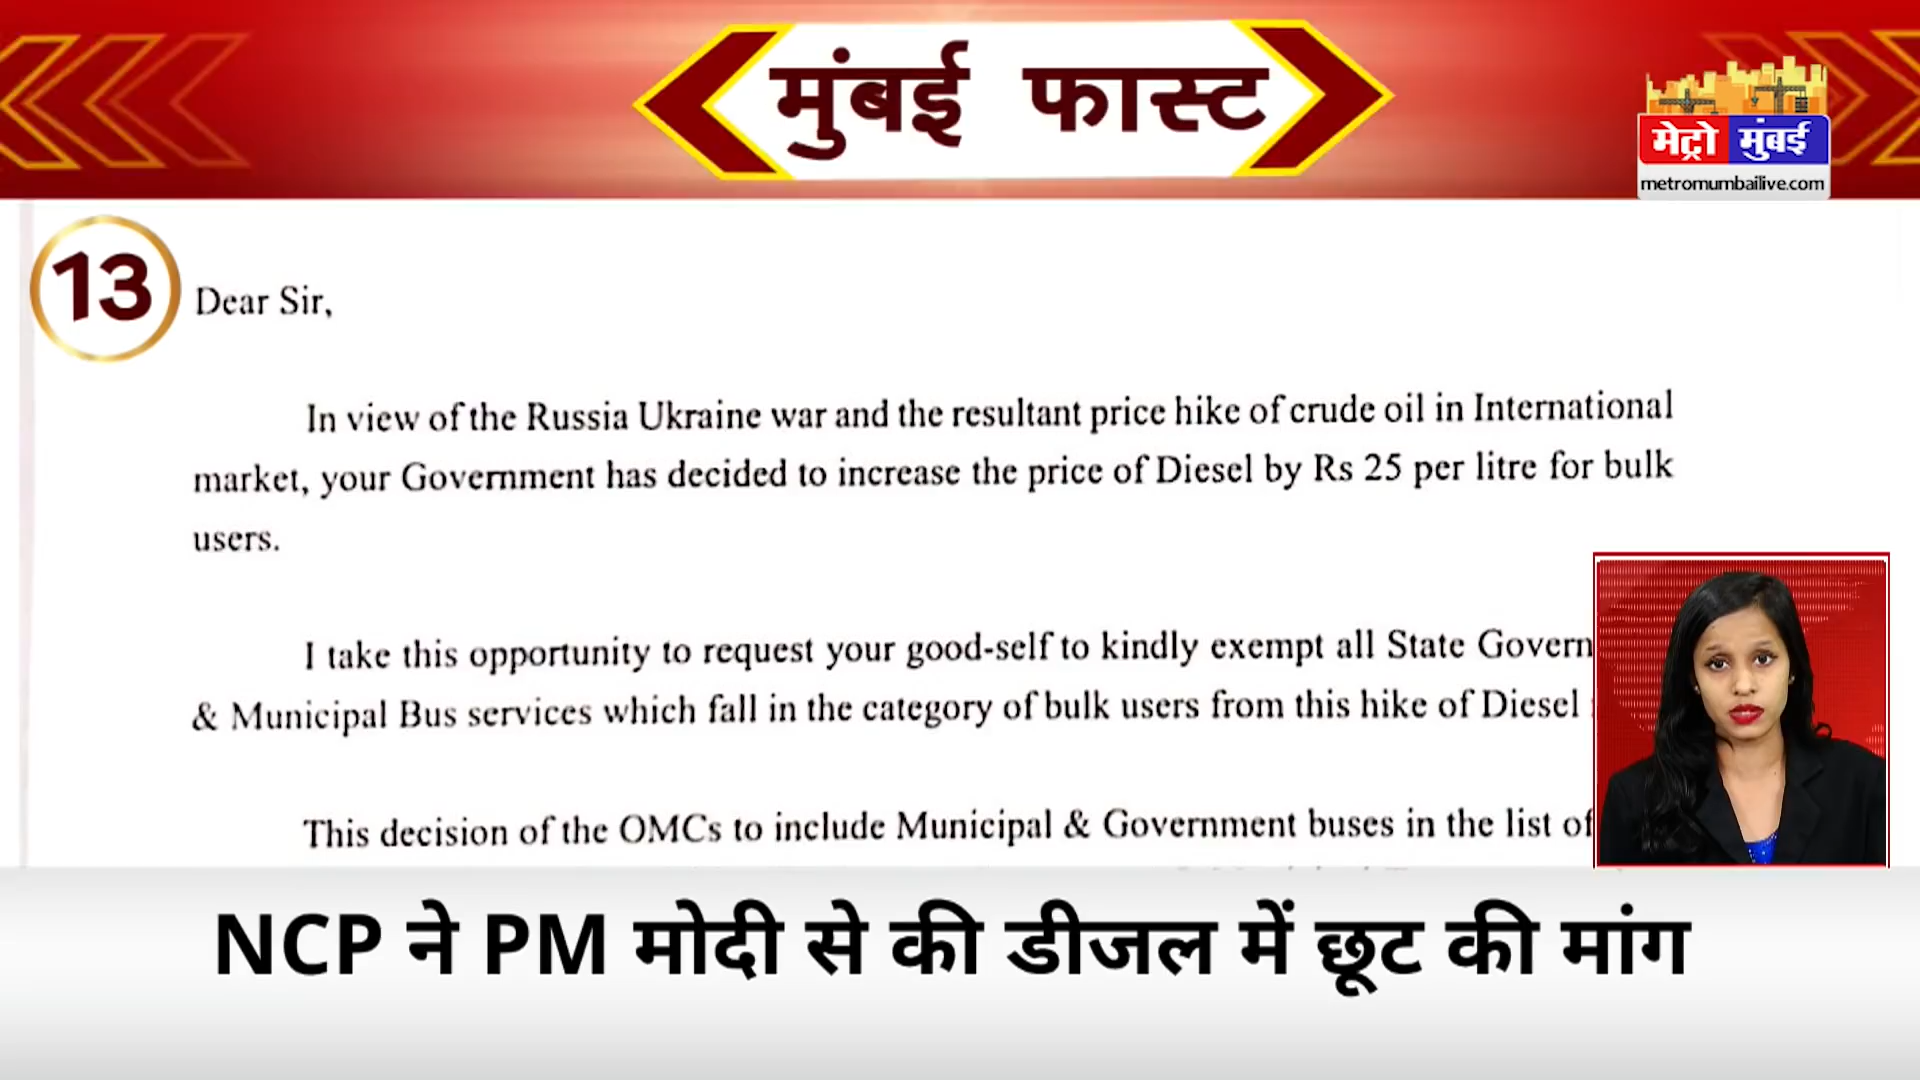 मुंबई फास्ट
मेट्रो मुंबई
metromumbailive.com
13
Dear Sir,
In view of the Russia Ukraine war and the resultant price hike of crude oil in International
market, your Government has decided to increase the price of Diesel by Rs 25 per litre for bulk
users.
I take this opportunity to request your good-self to kindly exempt all State Govern
& Municipal Bus services which fall in the category of bulk users from this hike of Diesel
This decision of the OMCs to include Municipal & Government buses in the list of
NCP ने PM मोदी से की डीजल में छूट की मांग